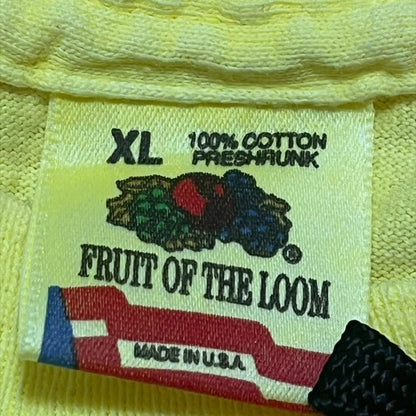 XL 100% COTTON
PRESHRUNK
®
FRUIT OF THE LOOM
MADE IN U.S.A.